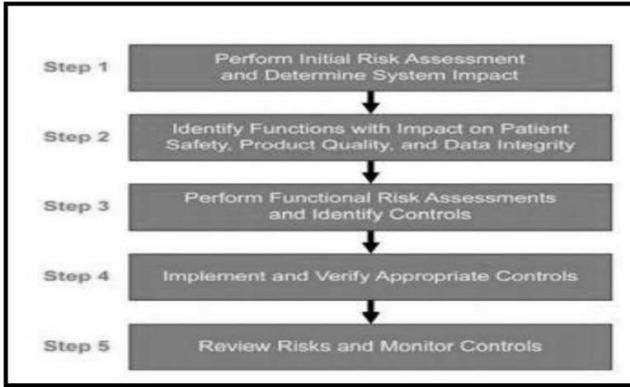 Step 1
Perform Initial Risk Assessment
and Determine System Impact
Step 2
Identify Functions with Impact on Patient
Safety, Product Quality, and Data Integrity
Step 3
Perform Functional Risk Assessments
and Identify Controls
Step 4
Implement and Verify Appropriate Controls
Step 5
Review Risks and Monitor Controls